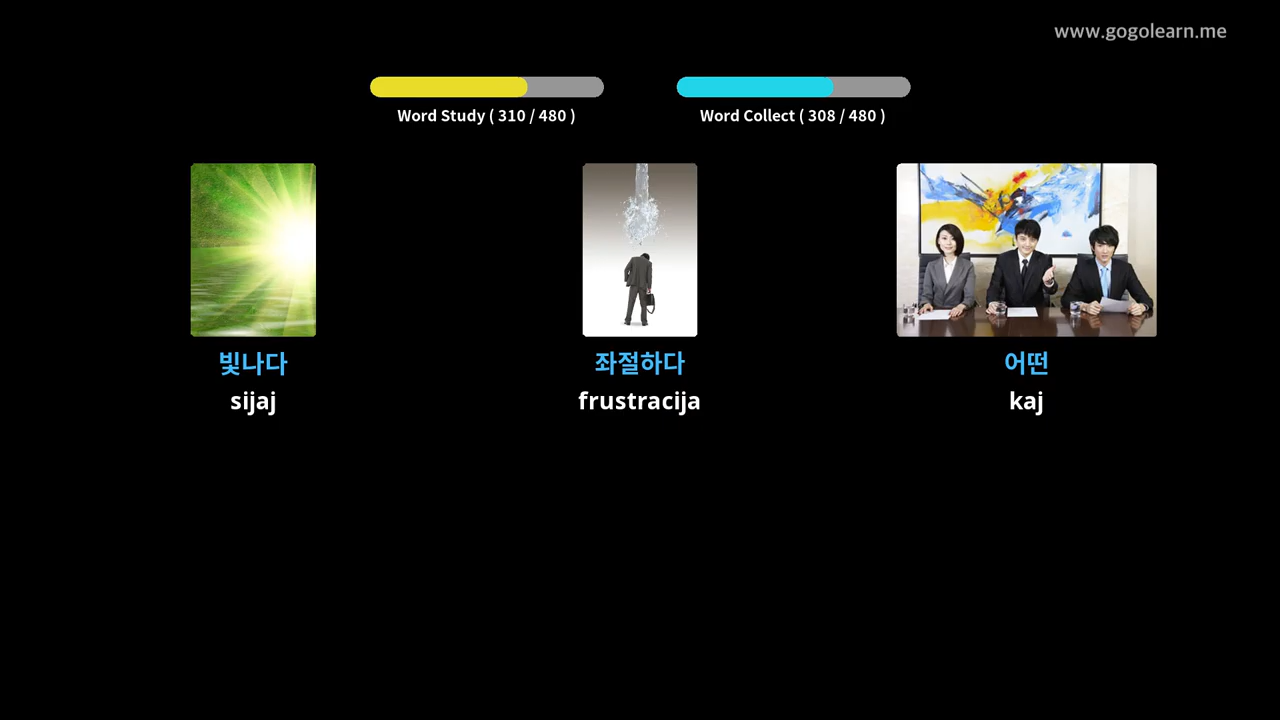 www.gogolearn.me
Word Study ( 310 / 480 )
Word Collect ( 308 / 480 )
빛나다
좌절하다
어떤
sijaj
frustracija
kaj